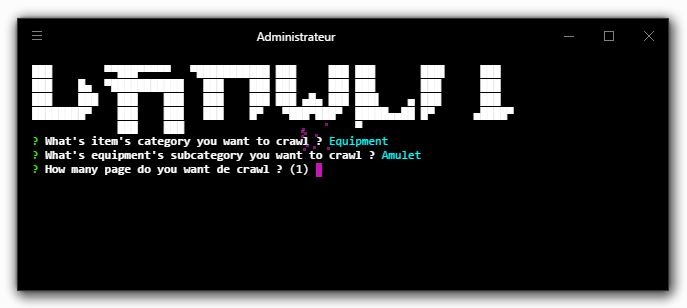 Administrateur
? What's item's category you want to crawl ? Equipment
? What's equipment's subcategory you want to crawl ? Amulet
? How many page do you want de crawl ? (1)